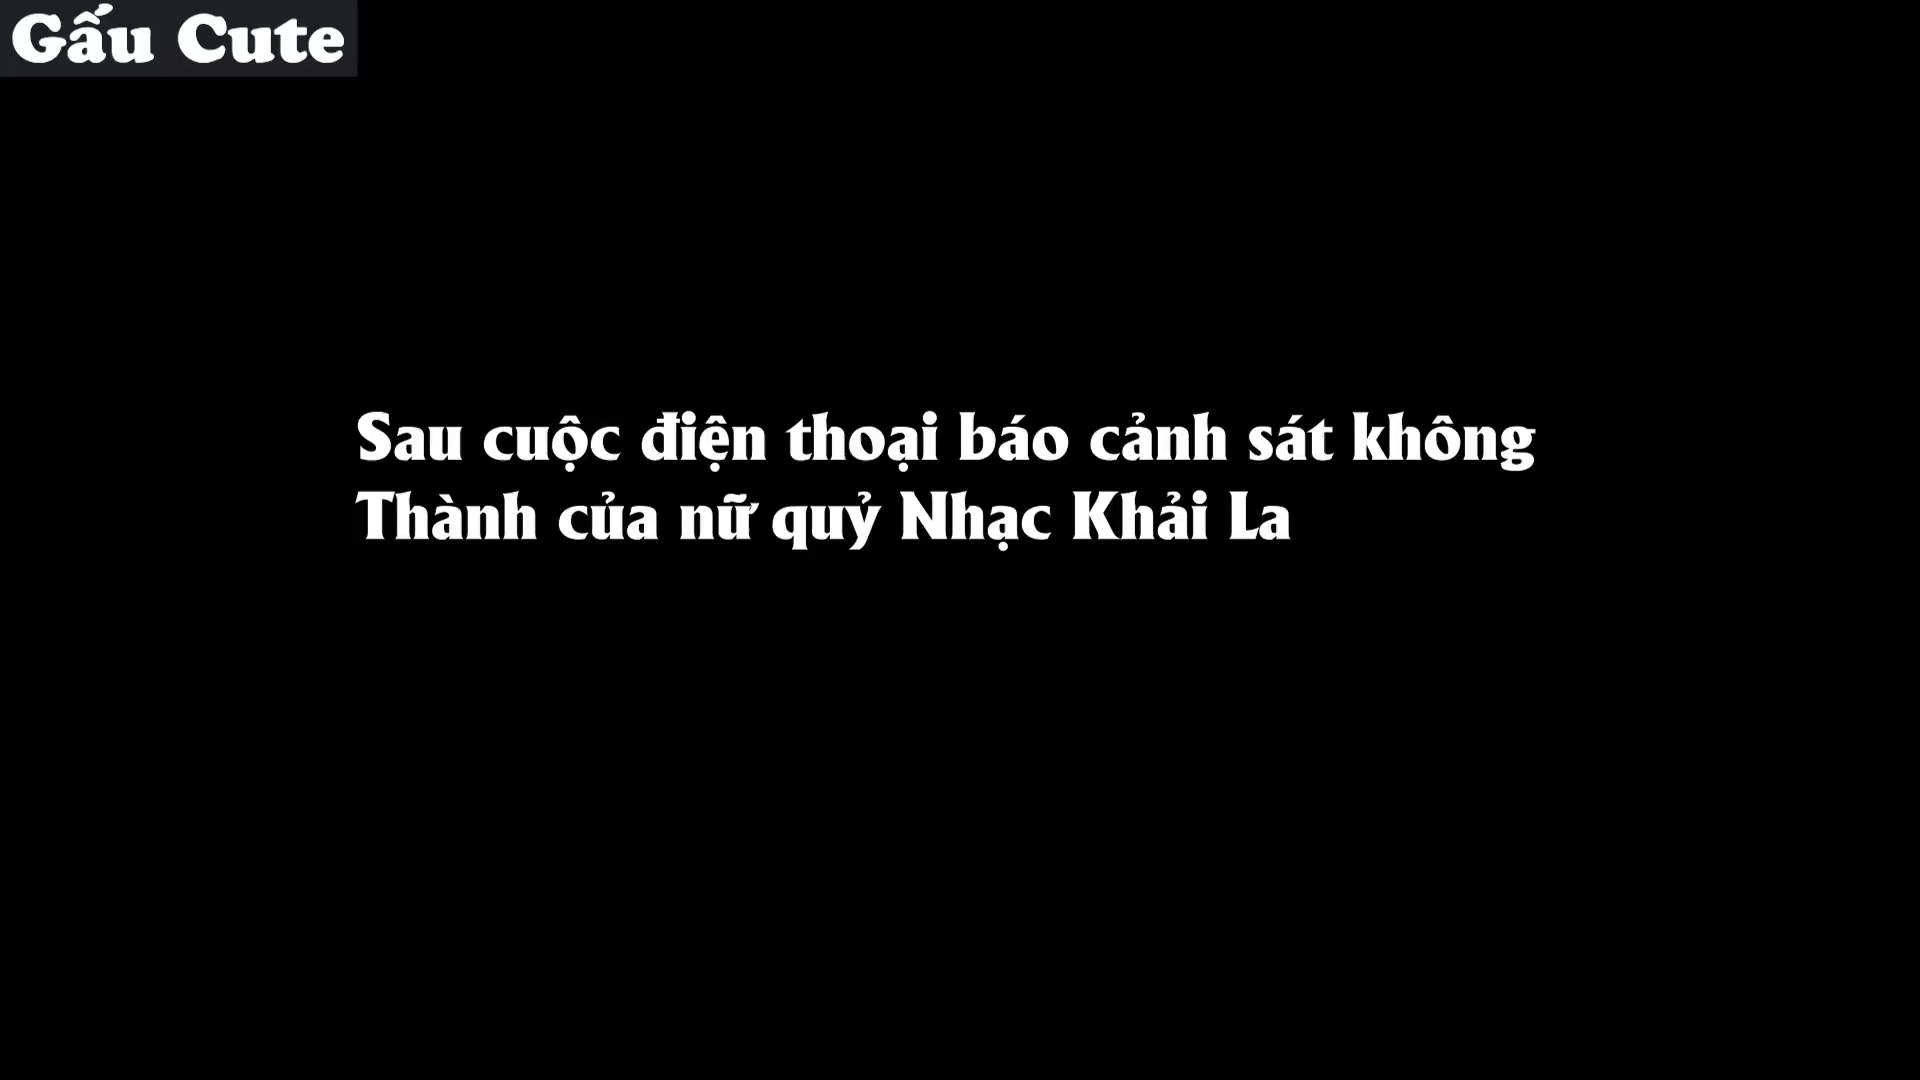 Gấu Cute
Sau cuộc điện thoại báo cảnh sát không
Thành của nữ quỷ Nhạc Khải La